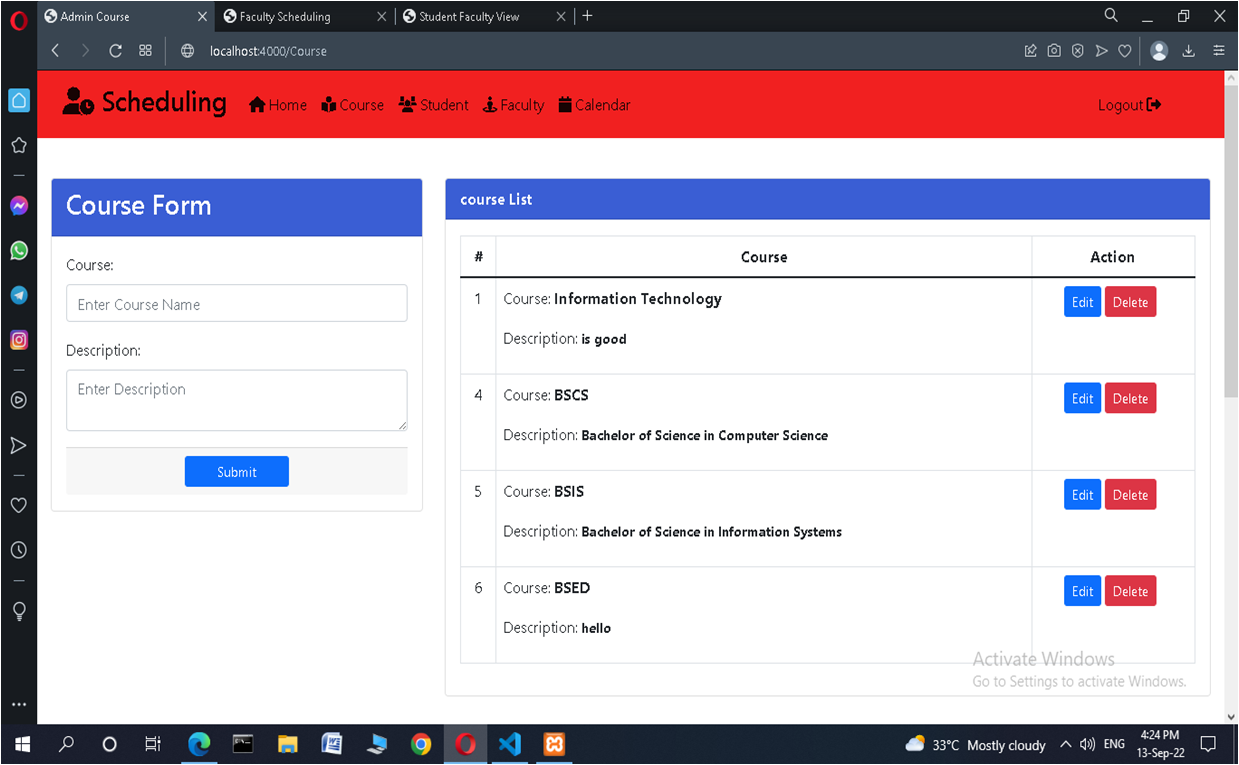 Admin Course
Faculty Scheduling
Student Faculty View
localhost:4000/Course
Scheduling Home Course Student Faculty Calendar Logout
Course Form
Course:
Enter Course Name
Description:
Enter Description
Submit
course List
# Course Action
1 Course: Information Technology Edit Delete
Description: is good
4 Course: BSCS Edit Delete
Description: Bachelor of Science in Computer Science
5 Course: BSIS Edit Delete
Description: Bachelor of Science in Information Systems
6 Course: BSED Edit Delete
Description: hello
Activate Windows
Go to Settings to activate Windows.
33°C Mostly cloudy ENG
4:24 PM
13-Sep-22